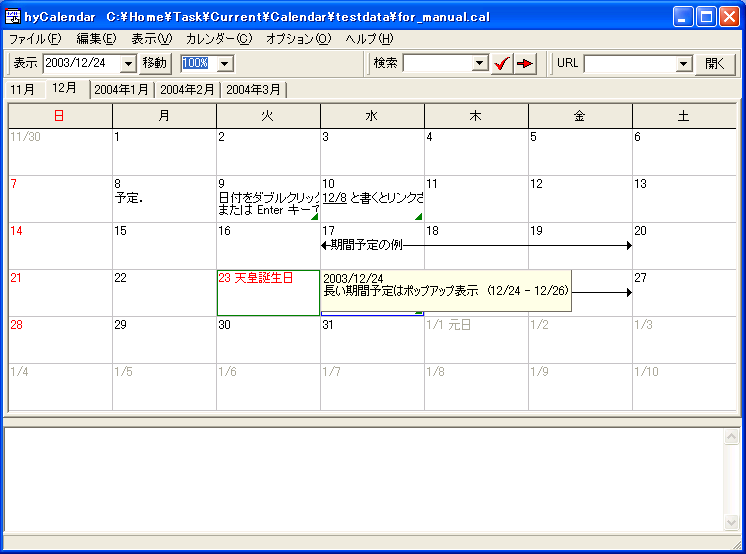 hyCalendar C:¥Home¥Task¥Current¥Calendar¥testdata¥for_manual.cal
ファイル(F) 編集(E) 表示(V) カレンダー(C) オプション(O) ヘルプ(H)
表示 2003/12/24 移動 100% 検索 URL 開く
11月 12月 2004年1月 2004年2月 2004年3月
日 月 火 水 木 金 土
11/30 1 2 3 4 5 6
7 8 9 10 11 12 13
予定. 日付をダブルクリック 12/8 と書くとリンクさ
または Enter キーで
14 15 16 17 18 19 20
期間予定の例
21 22 23 天皇誕生日 2003/12/24 27
長い期間予定はポップアップ表示 (12/24 - 12/26)
28 29 30 31 1/1 元日 1/2 1/3
1/4 1/5 1/6 1/7 1/8 1/9 1/10